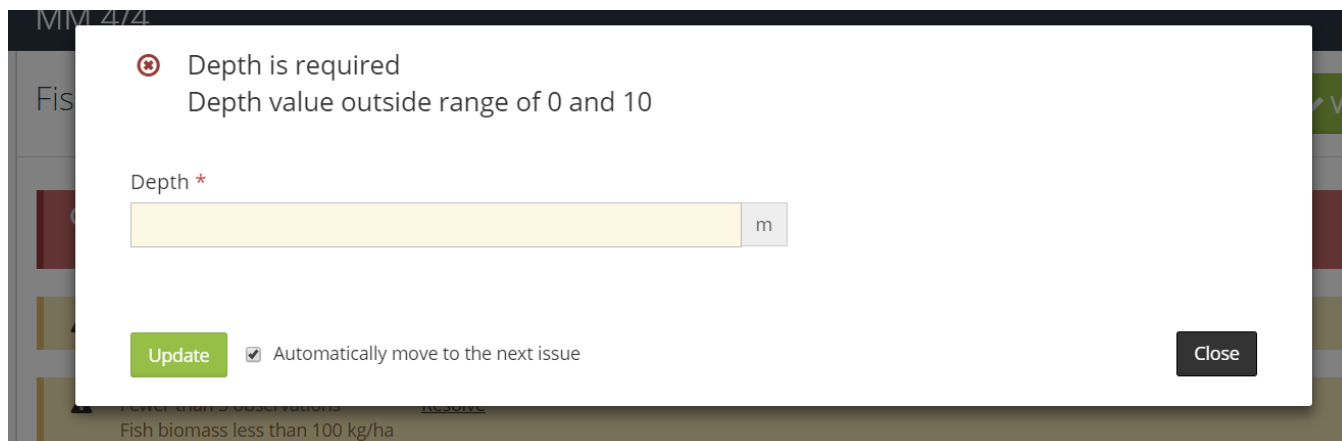 MM 4/4
Fis
Depth is required
Depth value outside range of 0 and 10
Depth *
m
Update
Automatically move to the next issue
Close
Fewer than 5 observations
Resolve
Fish biomass less than 100 kg/ha